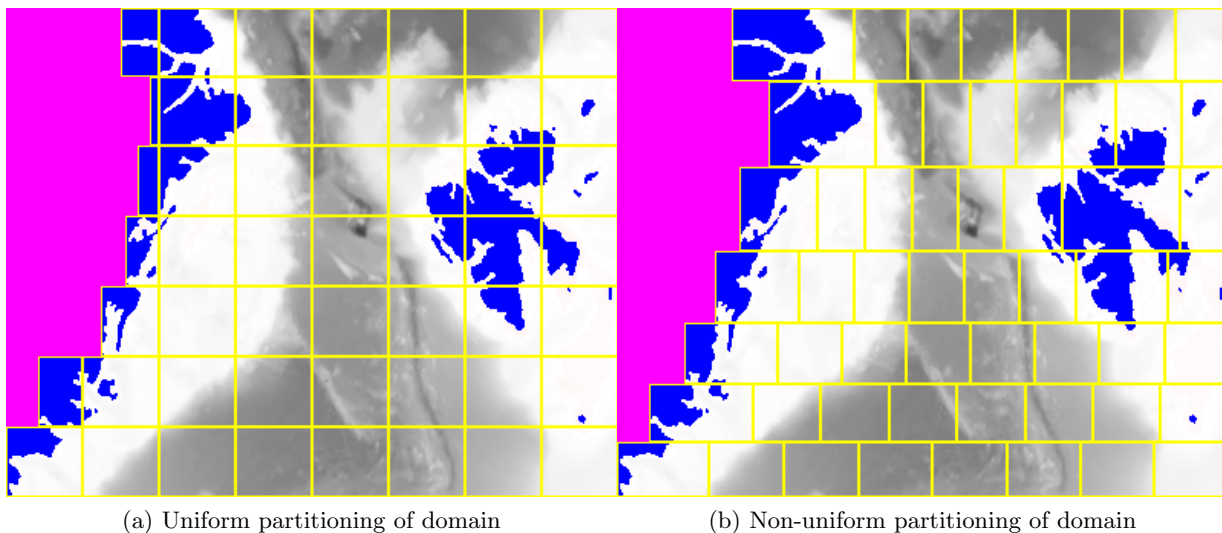 (a) Uniform partitioning of domain
(b) Non-uniform partitioning of domain